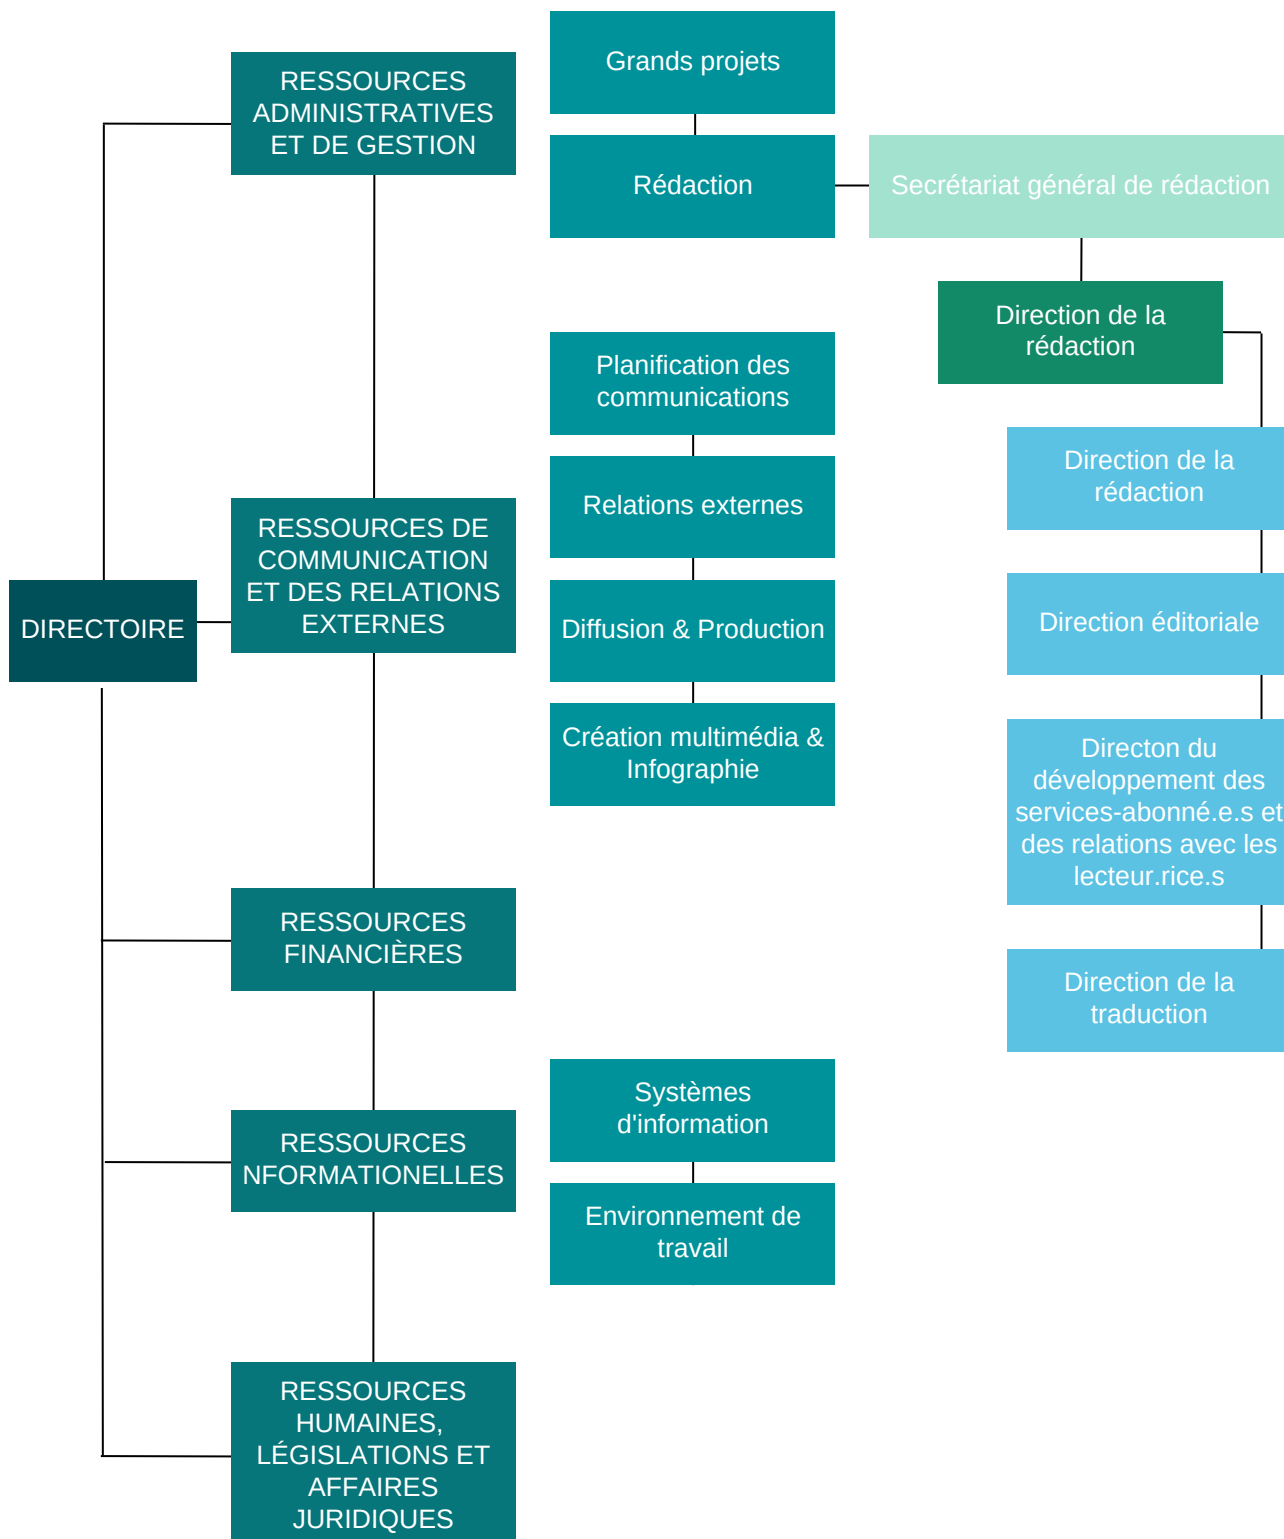 DIRECTOIRE
RESSOURCES
ADMINISTRATIVES
ET DE GESTION
RESSOURCES DE
COMMUNICATION
ET DES RELATIONS
EXTERNES
RESSOURCES
FINANCIÈRES
RESSOURCES
NFORMATIONELLES
RESSOURCES
HUMAINES,
LÉGISLATIONS ET
AFFAIRES
JURIDIQUES
Grands projets
Rédaction
Planification des
communications
Relations externes
Diffusion & Production
Création multimédia &
Infographie
Systèmes
d'information
Environnement de
travail
Secrétariat général de rédaction
Direction de la
rédaction
Direction de la
rédaction
Direction éditoriale
Directon du
développement des
services-abonné.e.s et
des relations avec les
lecteur.rice.s
Direction de la
traduction